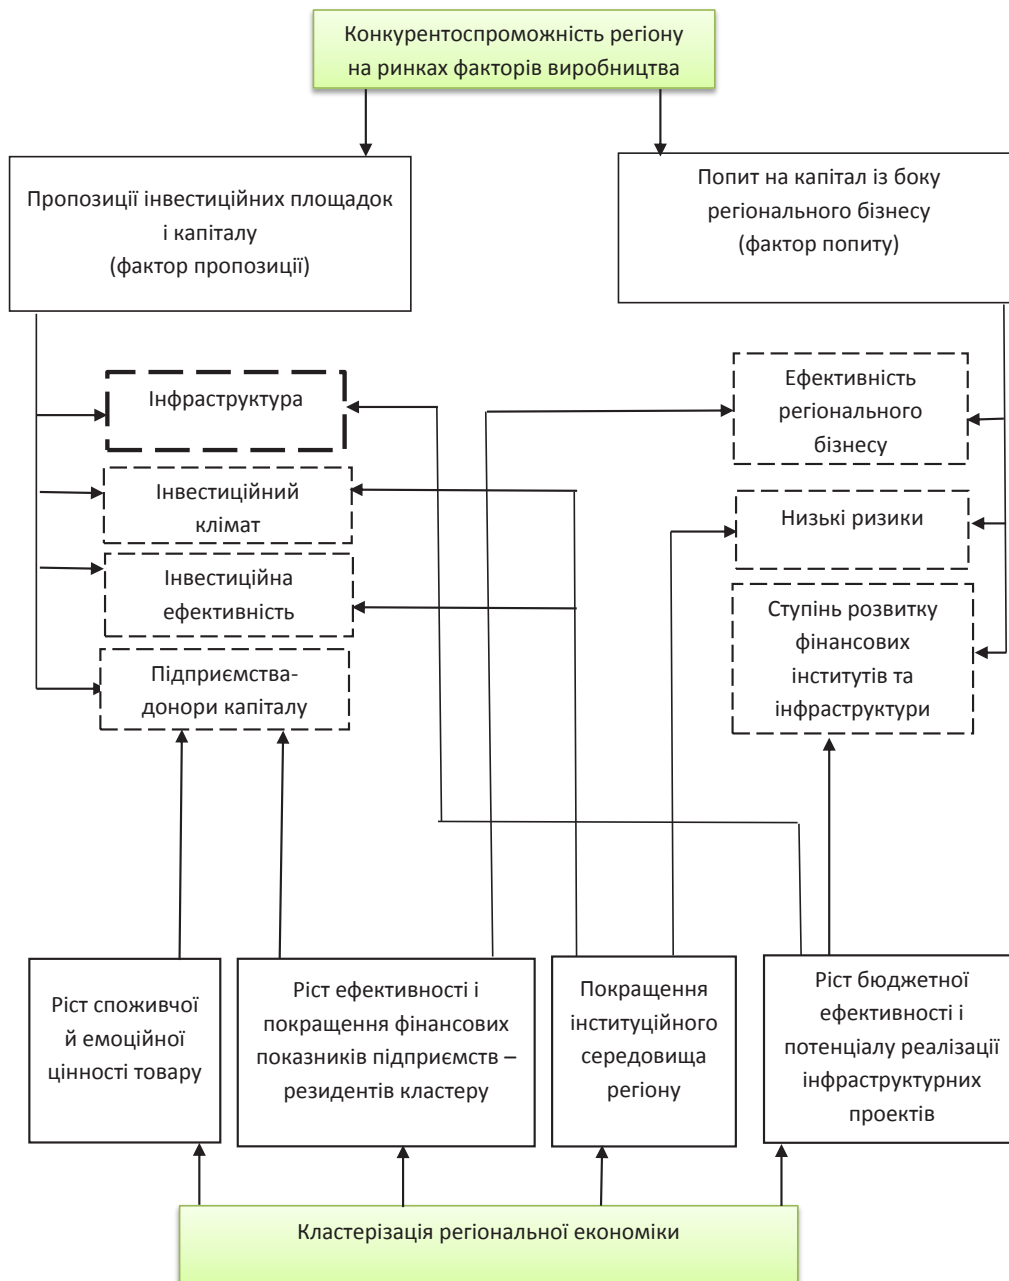 Конкурентоспроможність регіону
на ринках факторів виробництва
Пропозиції інвестиційних площадок
і капіталу
(фактор пропозиції)
Попит на капітал із боку
регіонального бізнесу
(фактор попиту)
Інфраструктура
Інвестиційний
клімат
Інвестиційна
ефективність
Підприємства-
донори капіталу
Ефективність
регіонального
бізнесу
Низькі ризики
Ступінь розвитку
фінансових
інститутів та
інфраструктури
Ріст споживчої
й емоційної
цінності товару
Ріст ефективності і
покращення фінансових
показників підприємств –
резидентів кластеру
Покращення
інституційного
середовища
регіону
Ріст бюджетної
ефективності і
потенціалу реалізації
інфраструктурних
проектів
Кластерізація регіональної економіки